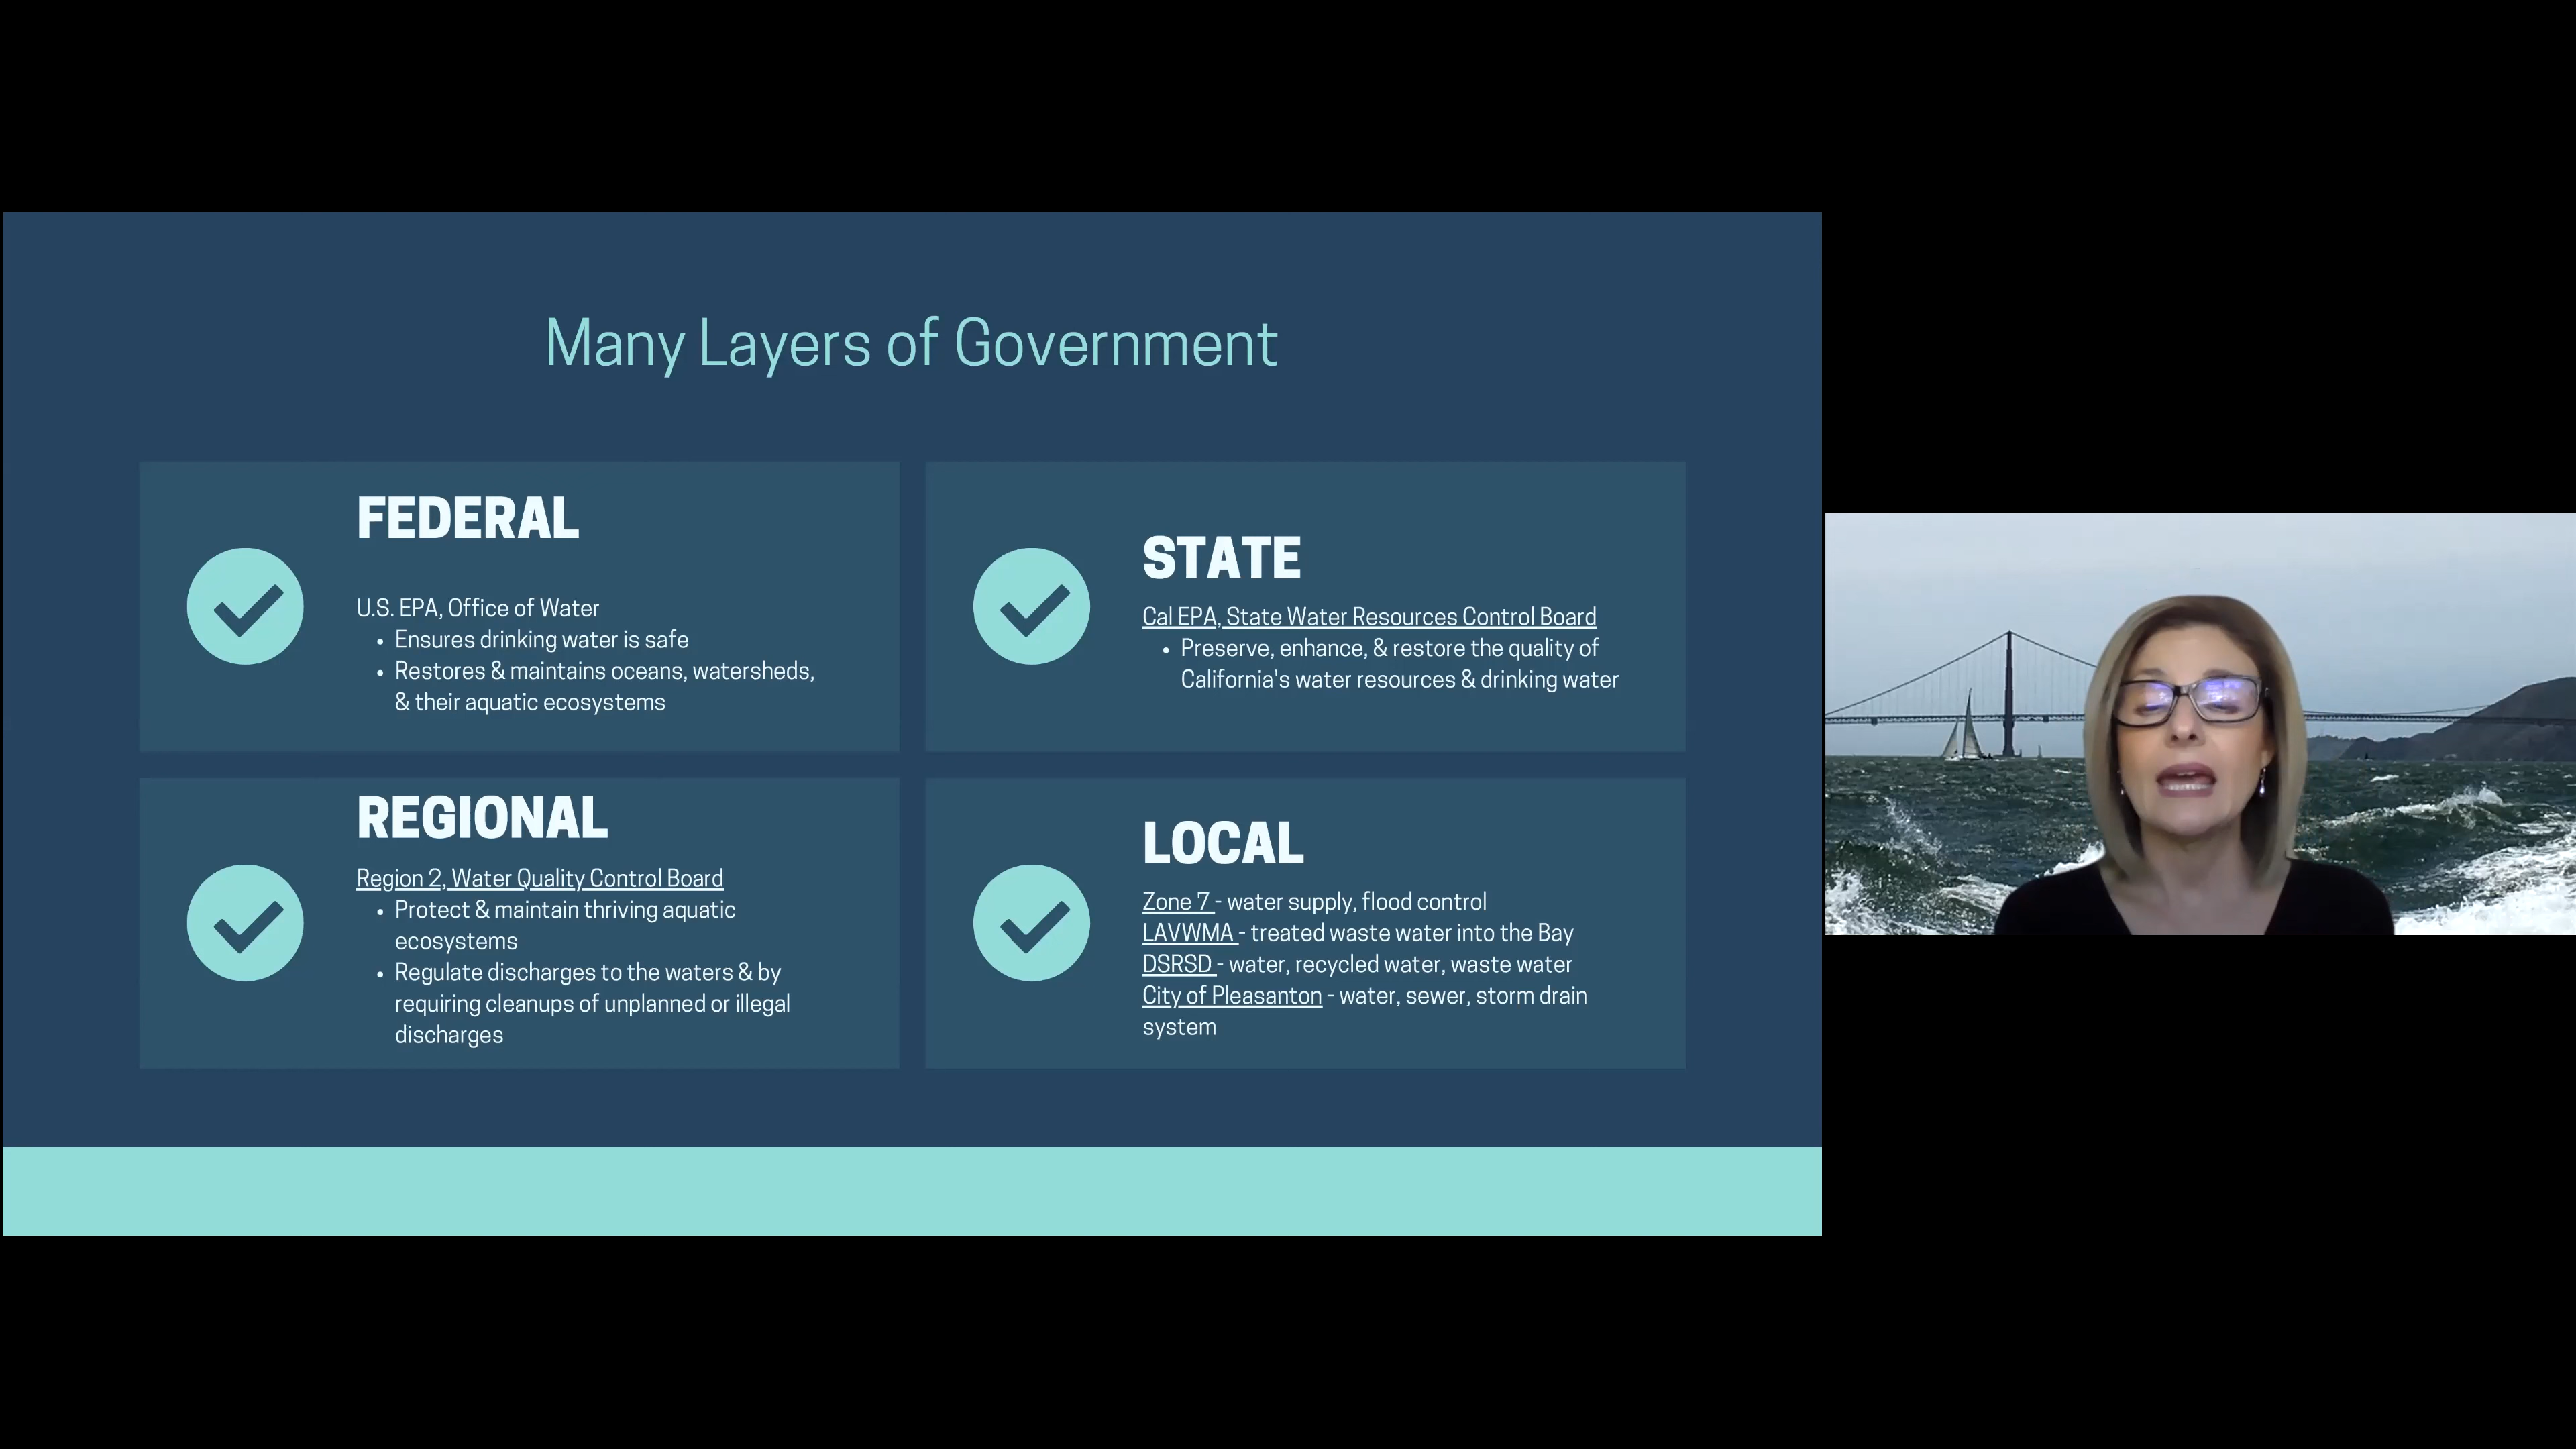 Many Layers of Government
FEDERAL
U.S. EPA, Office of Water
• Ensures drinking water is safe
• Restores & maintains oceans, watersheds,
& their aquatic ecosystems
STATE
Cal EPA, State Water Resources Control Board
• Preserve, enhance, & restore the quality of
California's water resources & drinking water
REGIONAL
Region 2, Water Quality Control Board
• Protect & maintain thriving aquatic
ecosystems
• Regulate discharges to the waters & by
requiring cleanups of unplanned or illegal
discharges
LOCAL
Zone 7 - water supply, flood control
LAVWMA - treated waste water into the Bay
DSRSD - water, recycled water, waste water
City of Pleasanton - water, sewer, storm drain
system